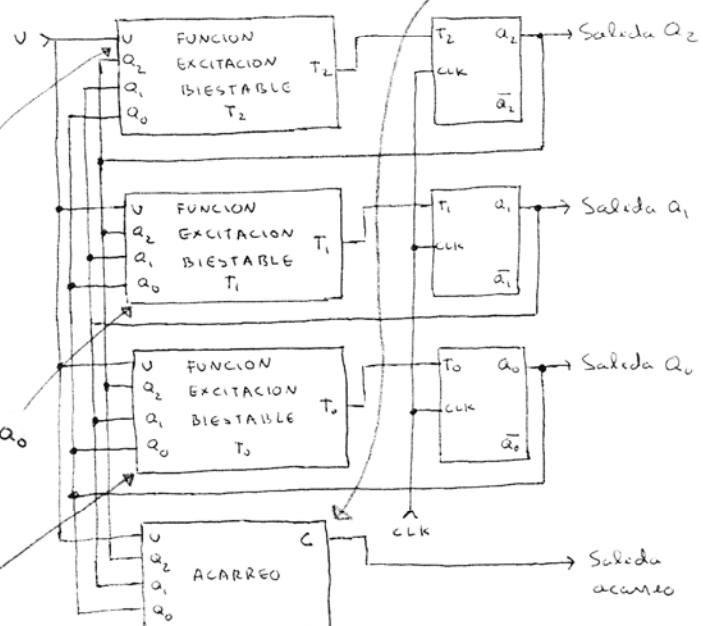 U
U FUNCION
Q2 EXCITACION
Q1 BIESTABLE
Q0 T2
T2
T2 Q2
CLK
Q̅2
Salida Q2
U FUNCION
Q2 EXCITACION
Q1 BIESTABLE
Q0 T1
T1
T1 Q1
CLK
Q̅1
Salida Q1
U FUNCION
Q2 EXCITACION
Q1 BIESTABLE
Q0 T0
T0
T0 Q0
CLK
Q̅0
Salida Q0
Q0
CLK
U C
Q2
ACARREO
Q1
Q0
Salida
acarreo